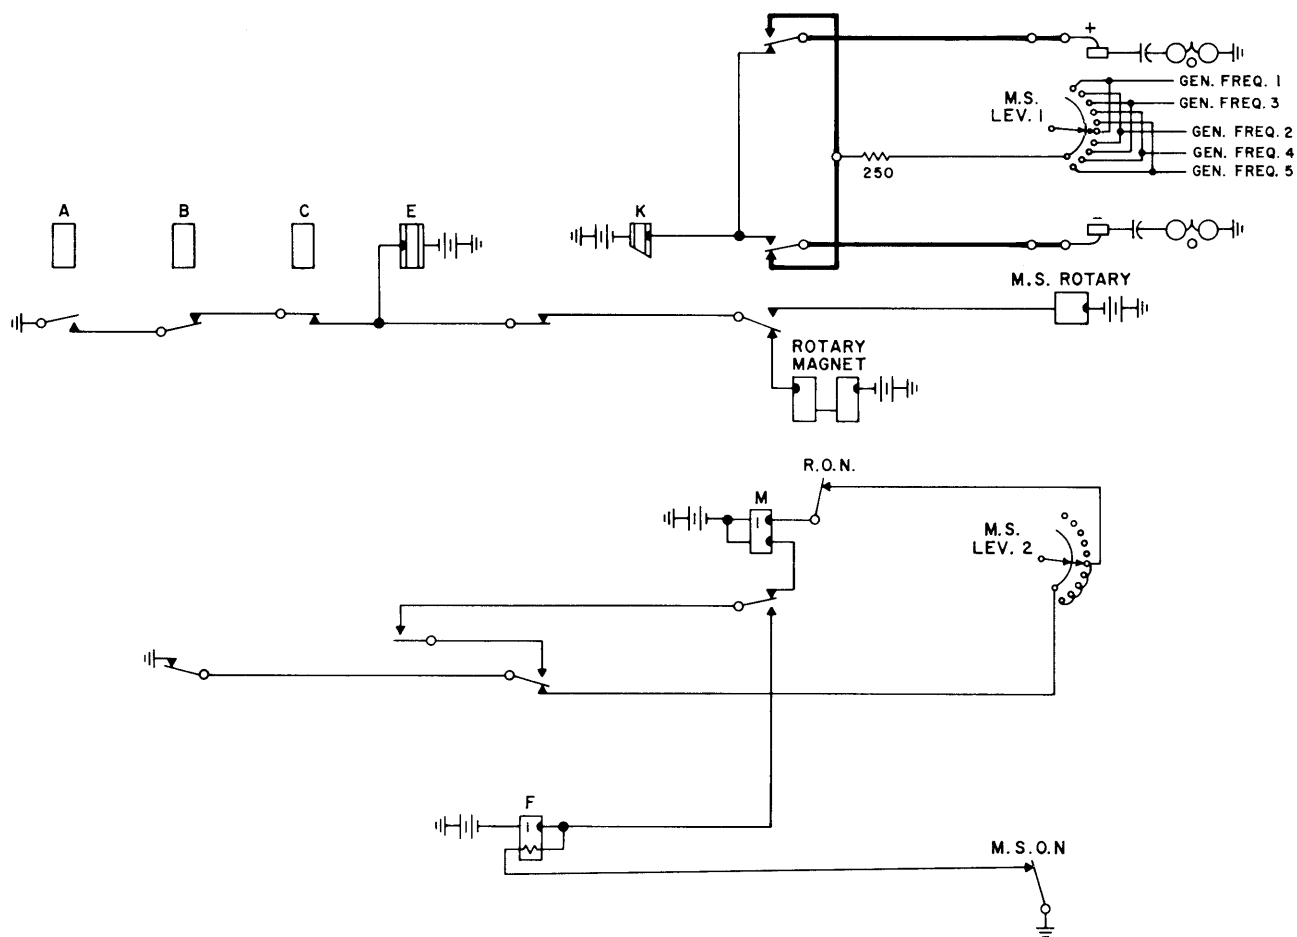 +
GEN. FREQ. 1
M.S.
LEV. 1
GEN. FREQ. 3
GEN. FREQ. 2
GEN. FREQ. 4
250
GEN. FREQ. 5
A
B
C
E
K
-
M.S. ROTARY
ROTARY
MAGNET
R.O.N.
M
I
M.S.
LEV. 2
F
I
M.S.O.N